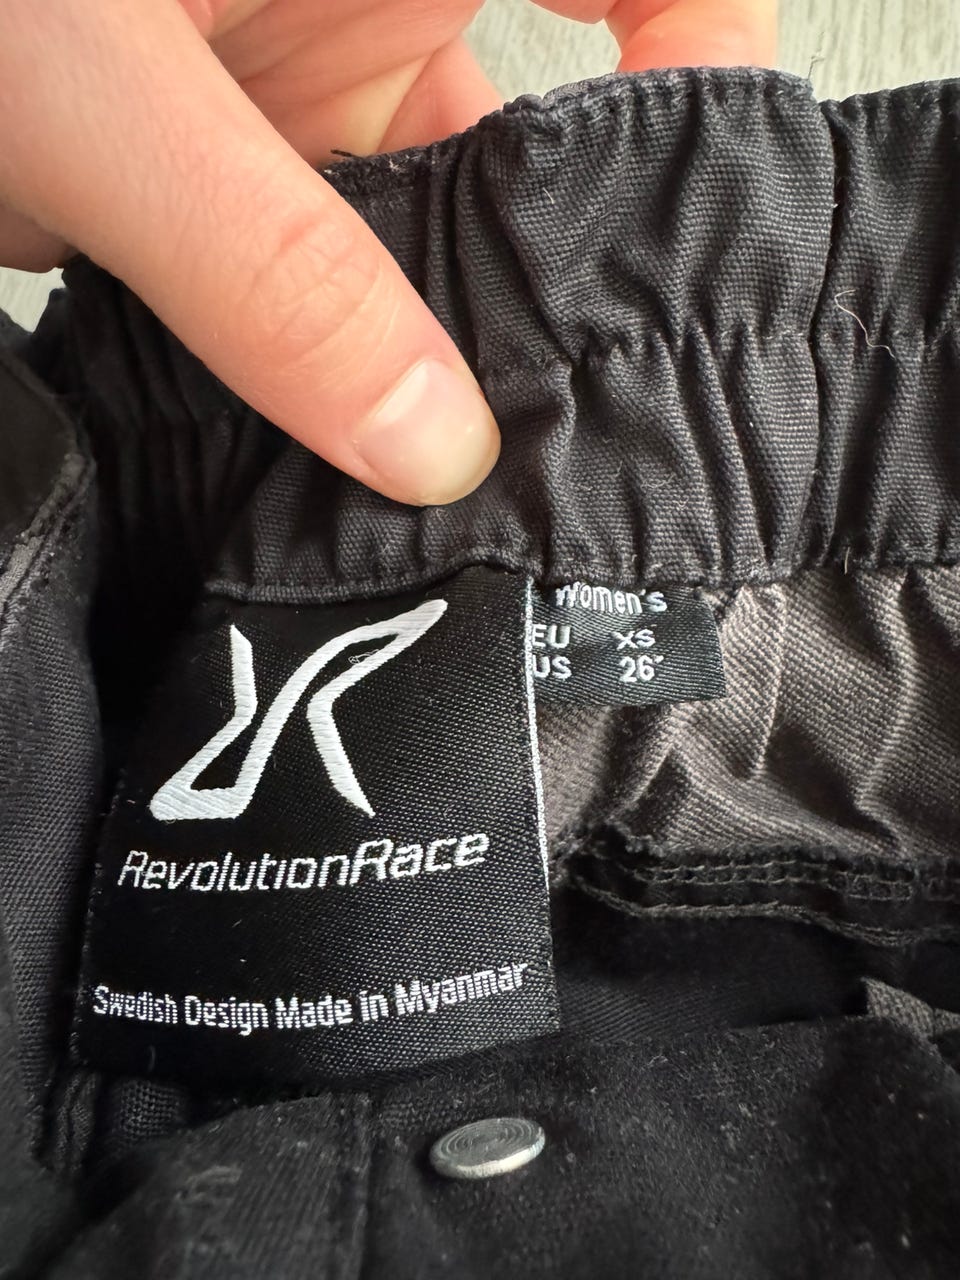 Women's
EU XS
US 26"
RevolutionRace
Swedish Design Made in Myanmar